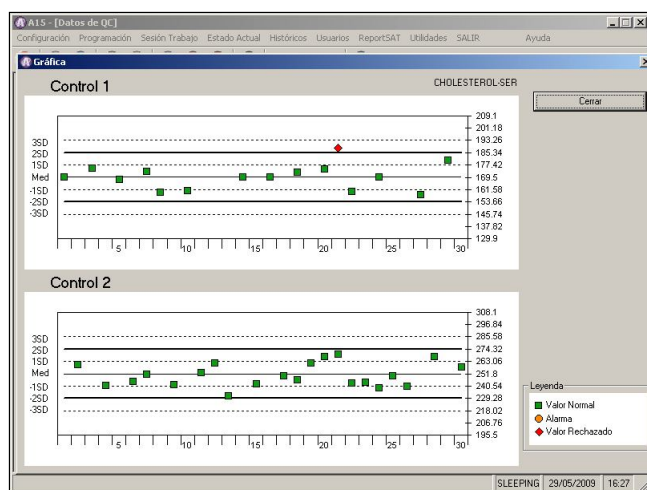 A15 - [Datos de QC]
Configuración Programación Sesión Trabajo Estado Actual Históricos Usuarios ReportSAT Utilidades SALIR Ayuda
Gráfica
Control 1
CHOLESTEROL-SER
Cerrar
209.1
201.18
3SD 193.26
2SD 185.34
1SD 177.42
Med 169.5
-1SD 161.58
-2SD 153.66
-3SD 145.74
137.82
129.9
5 10 15 20 25 30
Control 2
308.1
296.84
3SD 285.58
2SD 274.32
1SD 263.06
Med 251.8
-1SD 240.54
-2SD 229.28
-3SD 218.02
206.76
195.5
5 10 15 20 25 30
Leyenda
Valor Normal
Alarma
Valor Rechazado
SLEEPING 29/05/2009 16:27